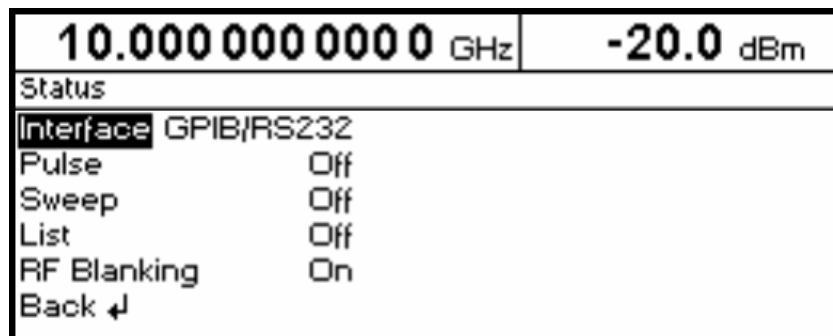 10.000 000 000 0 GHz -20.0 dBm
Status
Interface GPIB/RS232
Pulse Off
Sweep Off
List Off
RF Blanking On
Back ↲